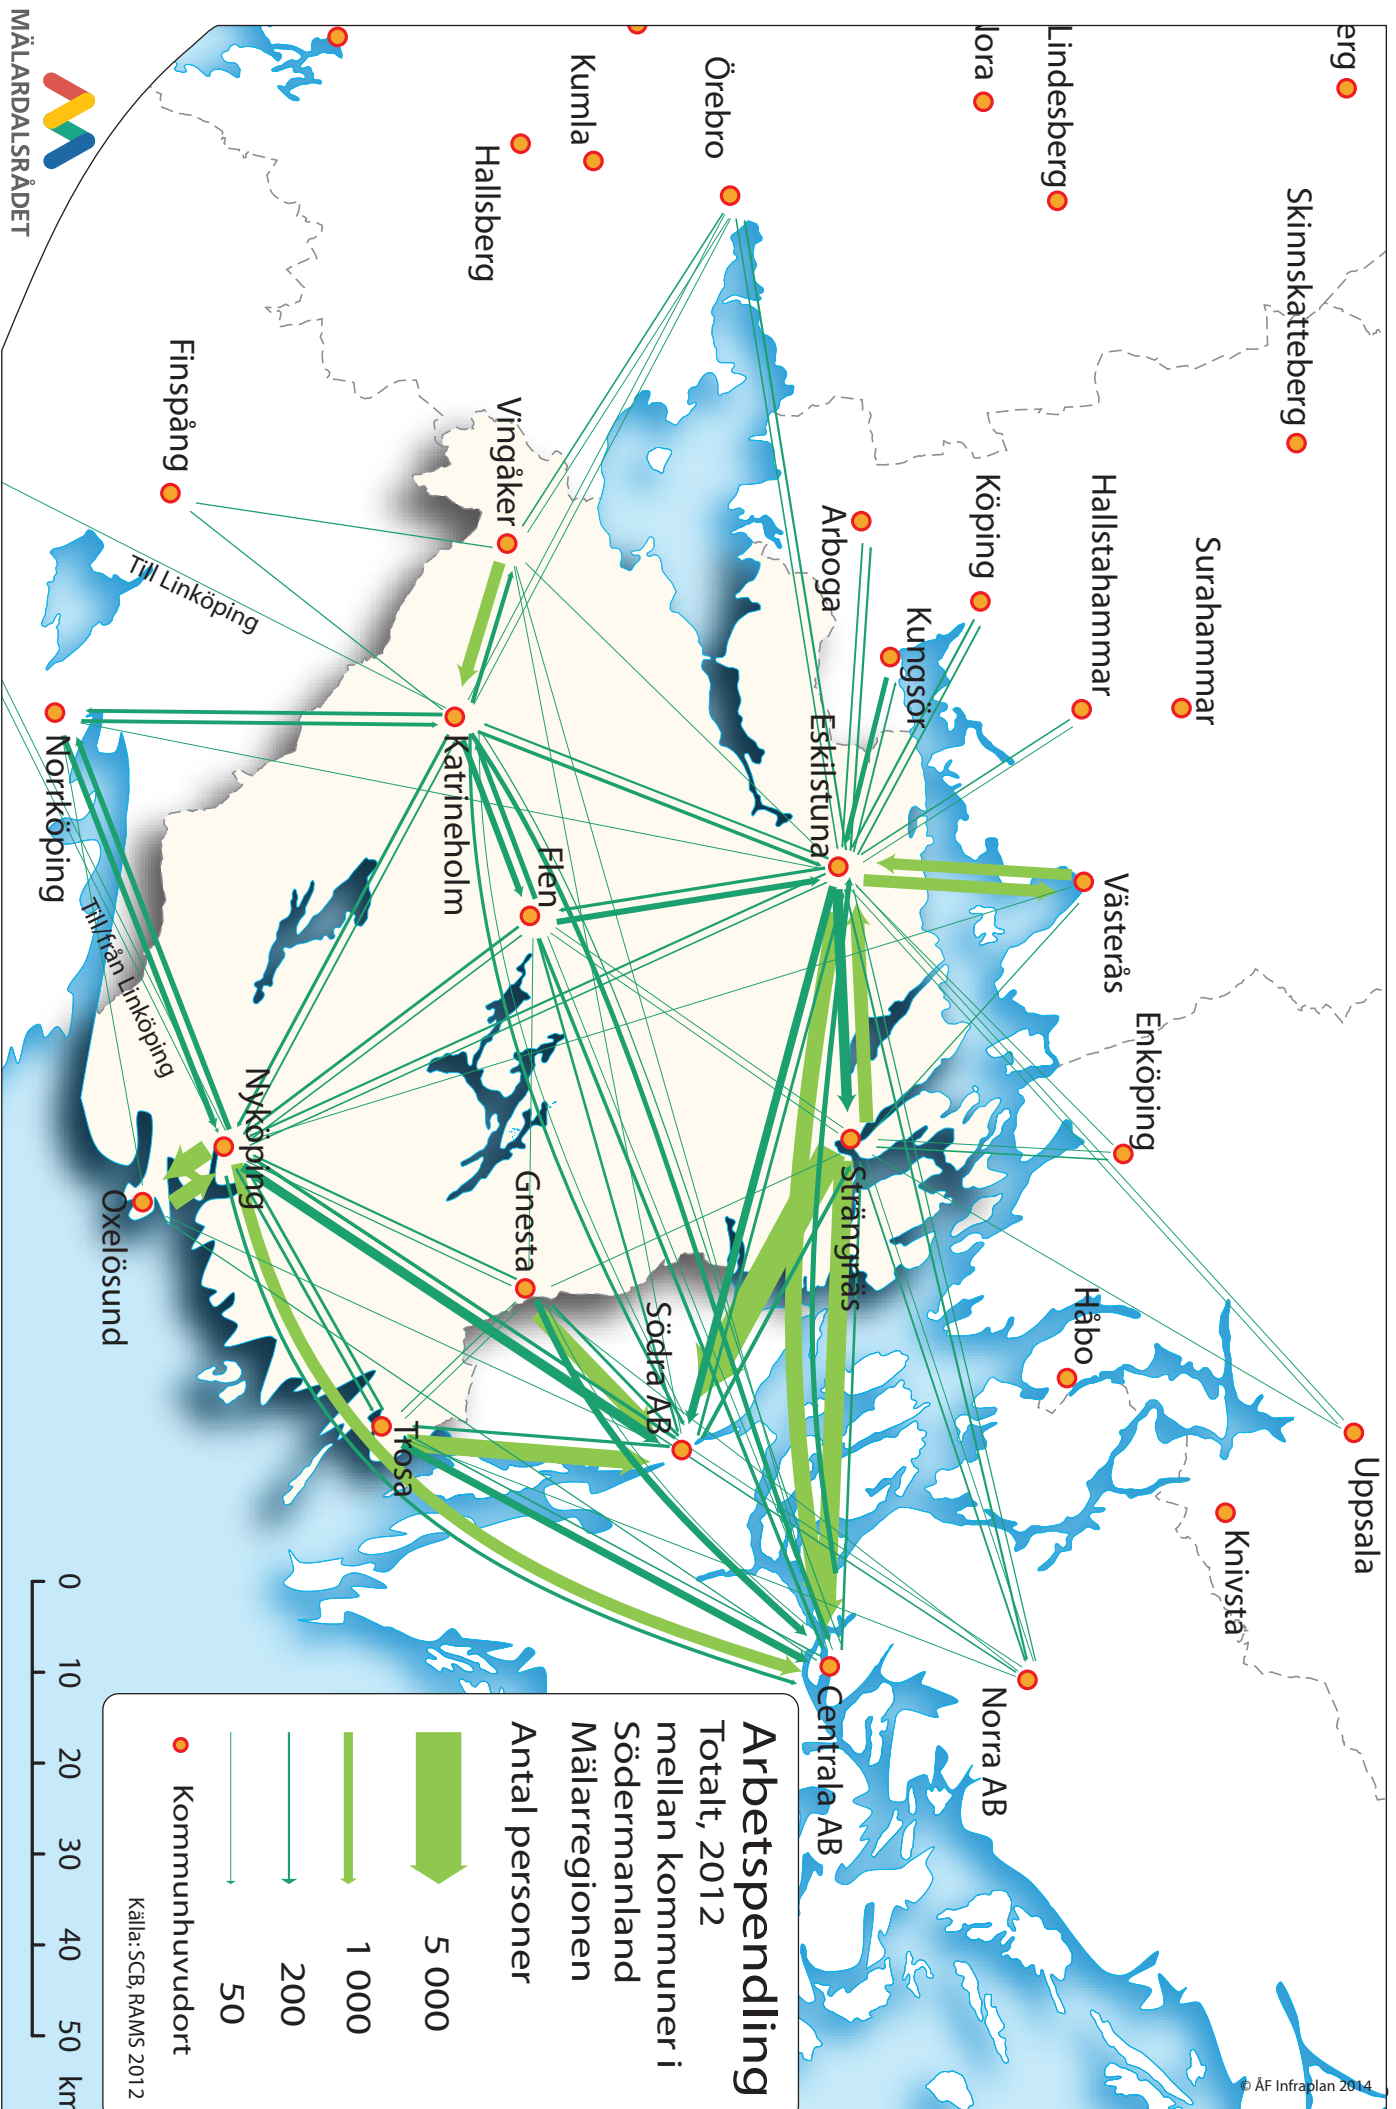 erg
Skinnskatteberg
Lindesberg
Nora
Örebro
Kumla
Hallsberg
Finspång
Vingåker
Arboga
Köping
Kungsör
Hallstahammar
Surahammar
Västerås
Enköping
Eskilstuna
Katrineholm
Flen
Till Linköping
Norrköping
Till/från Linköping
Nyköping
Oxelösund
Gnesta
Strängnäs
Södra AB
Trosa
Håbo
Uppsala
Knivsta
Norra AB
Centrala AB
Arbetspendling
Totalt, 2012
mellan kommuner i
Södermanland
Mälarregionen
Antal personer
5 000
1 000
200
50
Kommunhuvudort
Källa: SCB, RAMS 2012
0 10 20 30 40 50 km
MÄLARDALSRÅDET
© ÅF Infraplan 2014